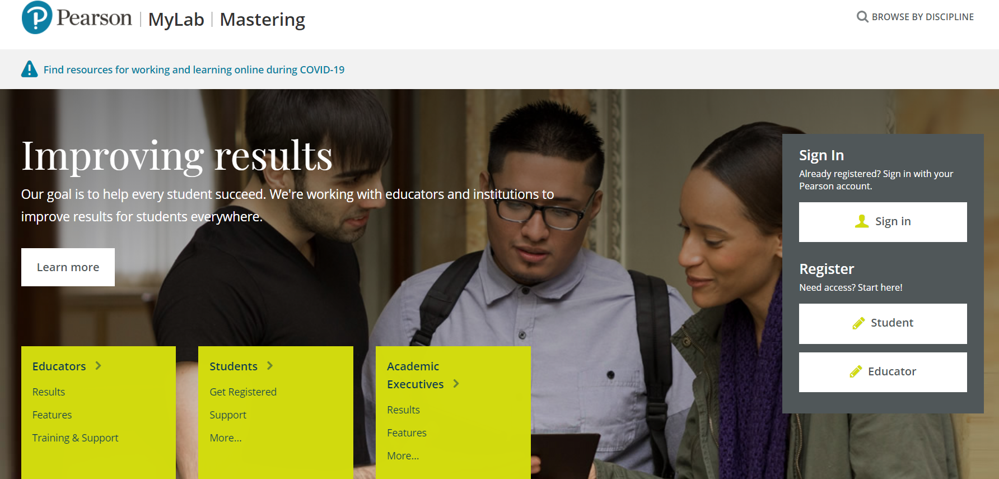 Pearson | MyLab | Mastering
BROWSE BY DISCIPLINE
Find resources for working and learning online during COVID-19
Improving results
Our goal is to help every student succeed. We're working with educators and institutions to
improve results for students everywhere.
Learn more
Sign In
Already registered? Sign in with your
Pearson account.
Sign in
Register
Need access? Start here!
Student
Educator
Educators
Results
Features
Training & Support
Students
Get Registered
Support
More...
Academic
Executives
Results
Features
More...